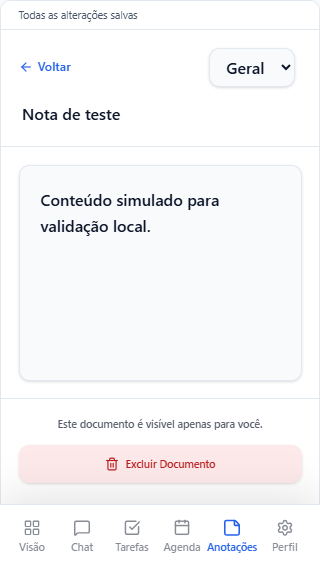 Todas as alterações salvas
Voltar
Geral
Nota de teste
Conteúdo simulado para
validação local.
Este documento é visível apenas para você.
Excluir Documento
Visão
Chat
Tarefas
Agenda
Anotações
Perfil